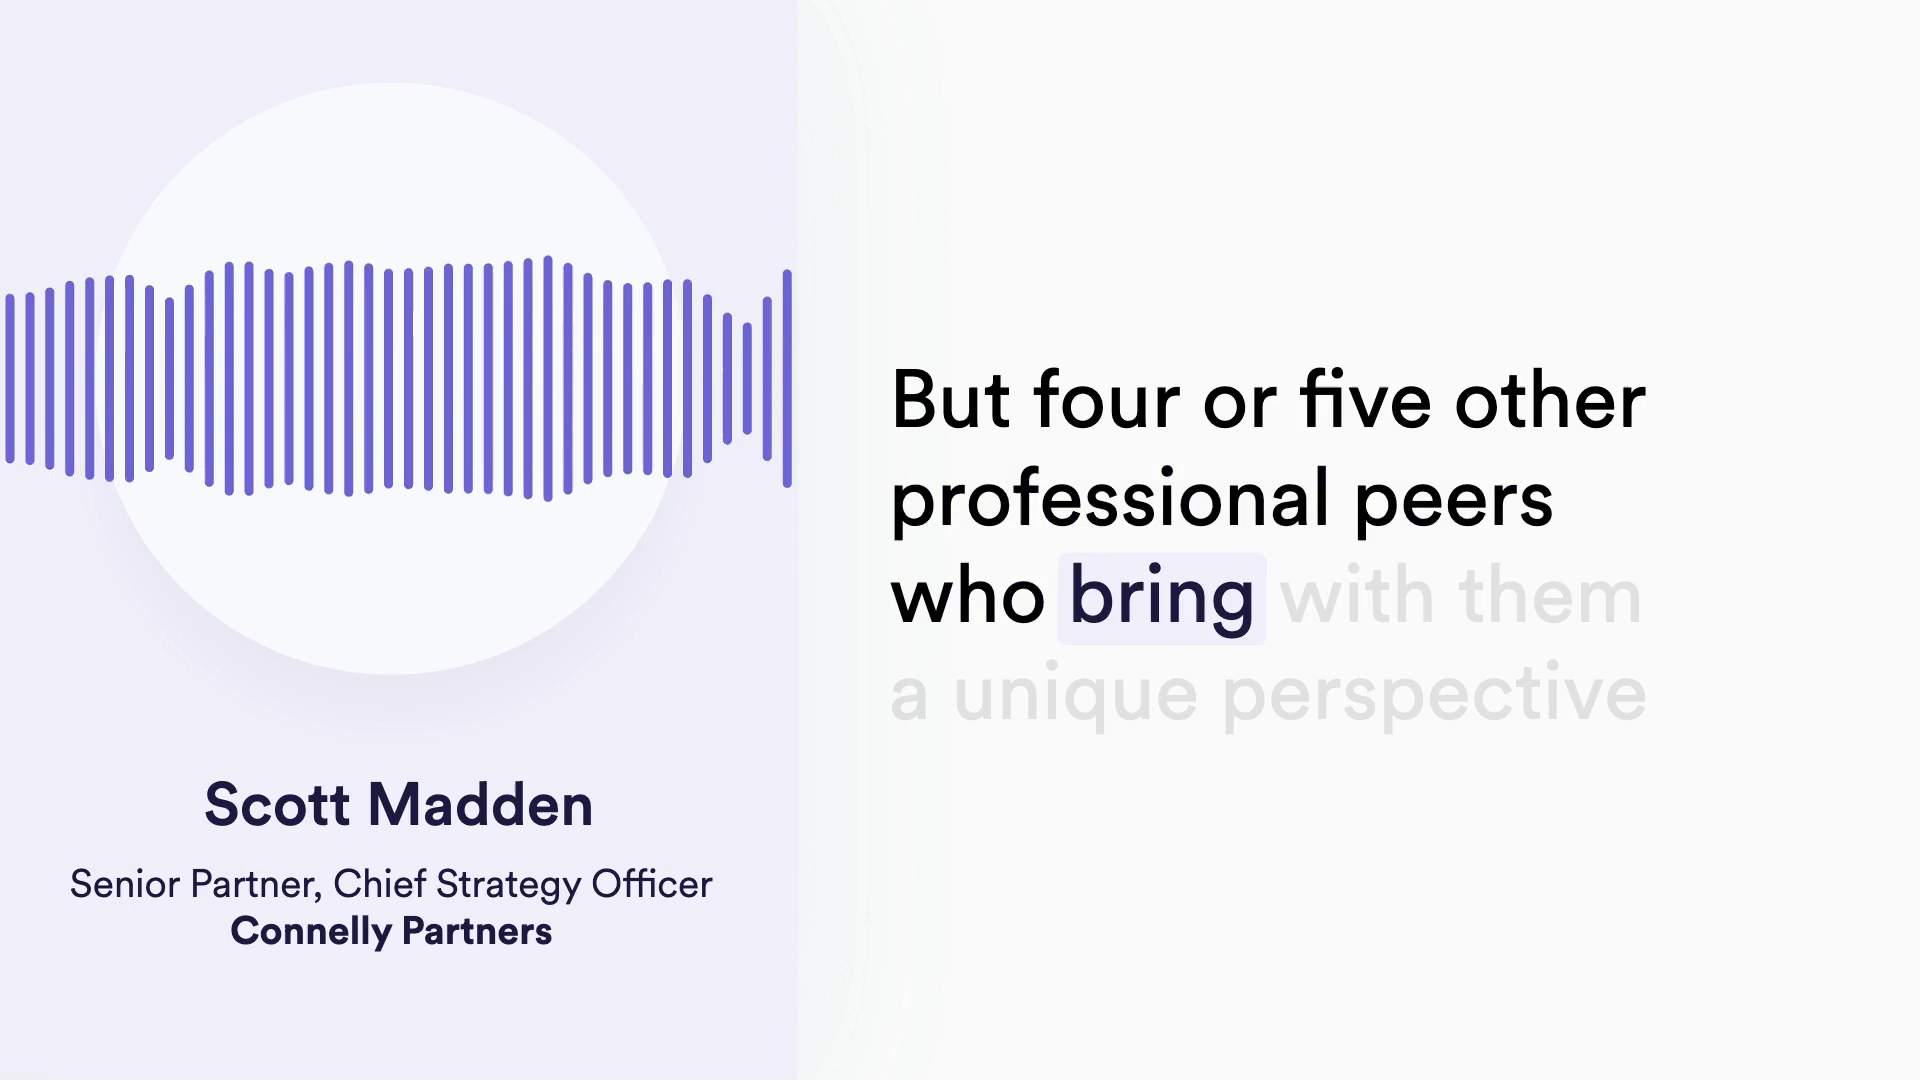 Scott Madden
Senior Partner, Chief Strategy Officer
Connelly Partners
But four or five other
professional peers
who bring with them
a unique perspective